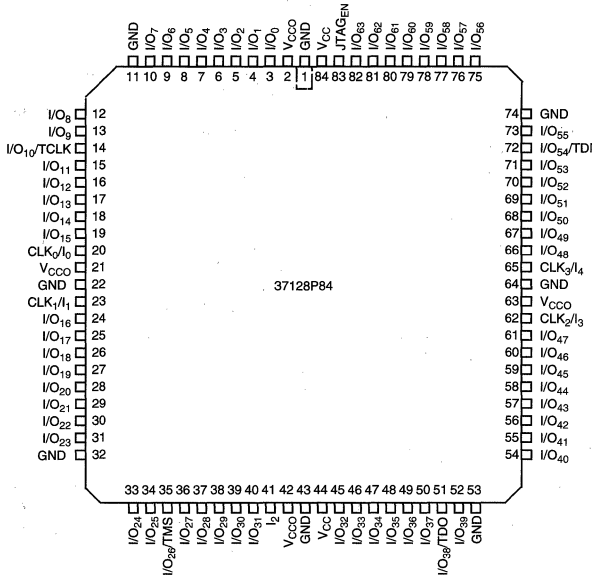 GND I/O7 I/O6 I/O5 I/O4 I/O3 I/O2 I/O1 I/O0 VCCO GND VCC JTAGEN I/O63 I/O62 I/O61 I/O60 I/O59 I/O58 I/O57 I/O56
11 10 9 8 7 6 5 4 3 2 1 84 83 82 81 80 79 78 77 76 75
I/O8 12 74 GND
I/O9 13 73 I/O55
I/O10/TCLK 14 72 I/O54/TDI
I/O11 15 71 I/O53
I/O12 16 70 I/O52
I/O13 17 69 I/O51
I/O14 18 68 I/O50
I/O15 19 67 I/O49
CLK0/I0 20 66 I/O48
VCCO 21 65 CLK3/I4
GND 22 64 GND
37128P84
CLK1/I1 23 63 VCCO
I/O16 24 62 CLK2/I3
I/O17 25 61 I/O47
I/O18 26 60 I/O46
I/O19 27 59 I/O45
I/O20 28 58 I/O44
I/O21 29 57 I/O43
I/O22 30 56 I/O42
I/O23 31 55 I/O41
GND 32 54 I/O40
33 34 35 36 37 38 39 40 41 42 43 44 45 46 47 48 49 50 51 52 53
I/O24 I/O25 I/O26/TMS I/O27 I/O28 I/O29 I/O30 I/O31 I2 VCCO GND VCC I/O32 I/O33 I/O34 I/O35 I/O36 I/O37 I/O38/TDO I/O39 GND